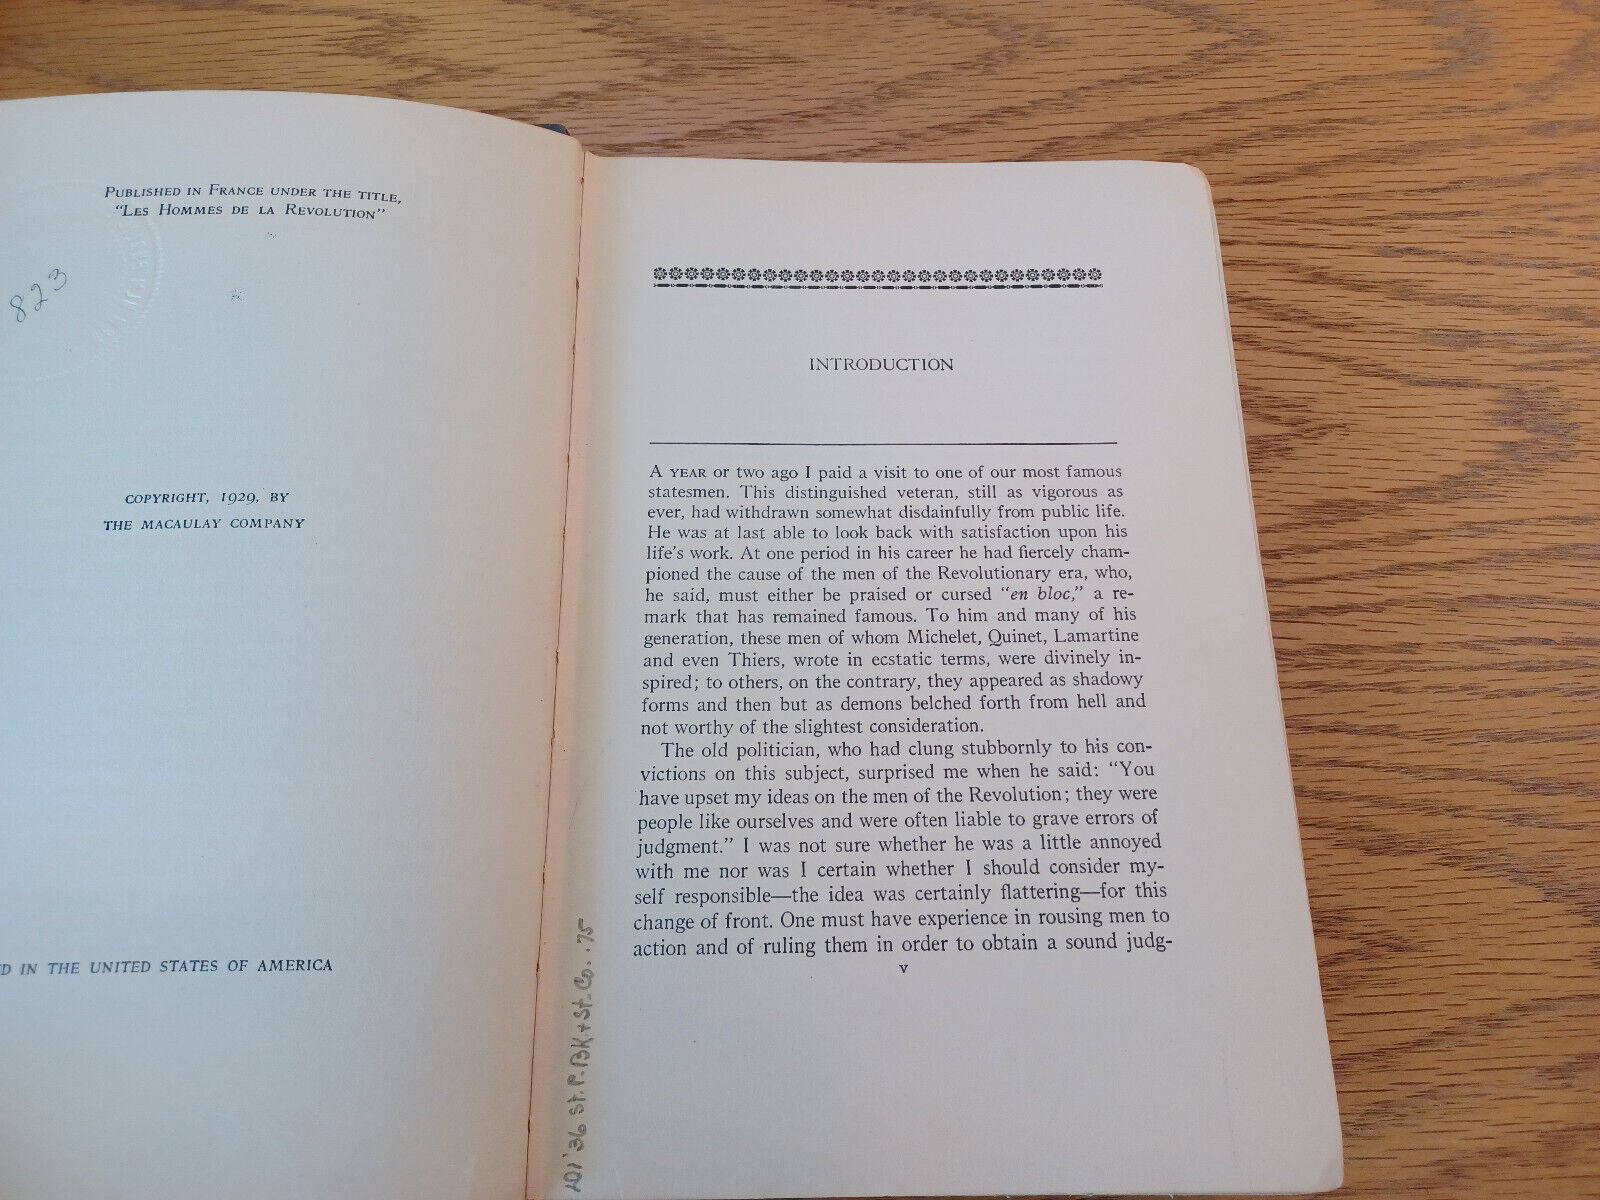 PUBLISHED IN FRANCE UNDER THE TITLE,
"LES HOMMES DE LA REVOLUTION"
823
COPYRIGHT, 1929, BY
THE MACAULAY COMPANY
D IN THE UNITED STATES OF AMERICA
INTRODUCTION
A YEAR or two ago I paid a visit to one of our most famous
statesmen. This distinguished veteran, still as vigorous as
ever, had withdrawn somewhat disdainfully from public life.
He was at last able to look back with satisfaction upon his
life's work. At one period in his career he had fiercely cham-
pioned the cause of the men of the Revolutionary era, who,
he said, must either be praised or cursed "en bloc," a re-
mark that has remained famous. To him and many of his
generation, these men of whom Michelet, Quinet, Lamartine
and even Thiers, wrote in ecstatic terms, were divinely in-
spired; to others, on the contrary, they appeared as shadowy
forms and then but as demons belched forth from hell and
not worthy of the slightest consideration.
The old politician, who had clung stubbornly to his con-
victions on this subject, surprised me when he said: "You
have upset my ideas on the men of the Revolution; they were
people like ourselves and were often liable to grave errors of
judgment." I was not sure whether he was a little annoyed
with me nor was I certain whether I should consider my-
self responsible—the idea was certainly flattering—for this
change of front. One must have experience in rousing men to
action and of ruling them in order to obtain a sound judg-
v
'36 St. P. Bk. + St. Co. .75